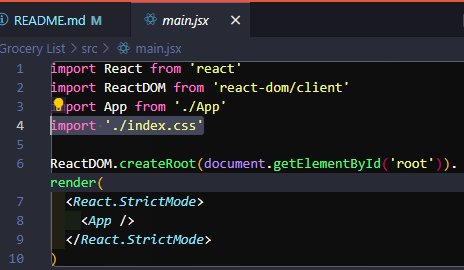 README.md M main.jsx
Grocery List > src > main.jsx
1 import React from 'react'
2 import ReactDOM from 'react-dom/client'
3 import App from './App'
4 import './index.css'
5
6 ReactDOM.createRoot(document.getElementById('root')).
render(
7 <React.StrictMode>
8 <App />
9 </React.StrictMode>
10 )